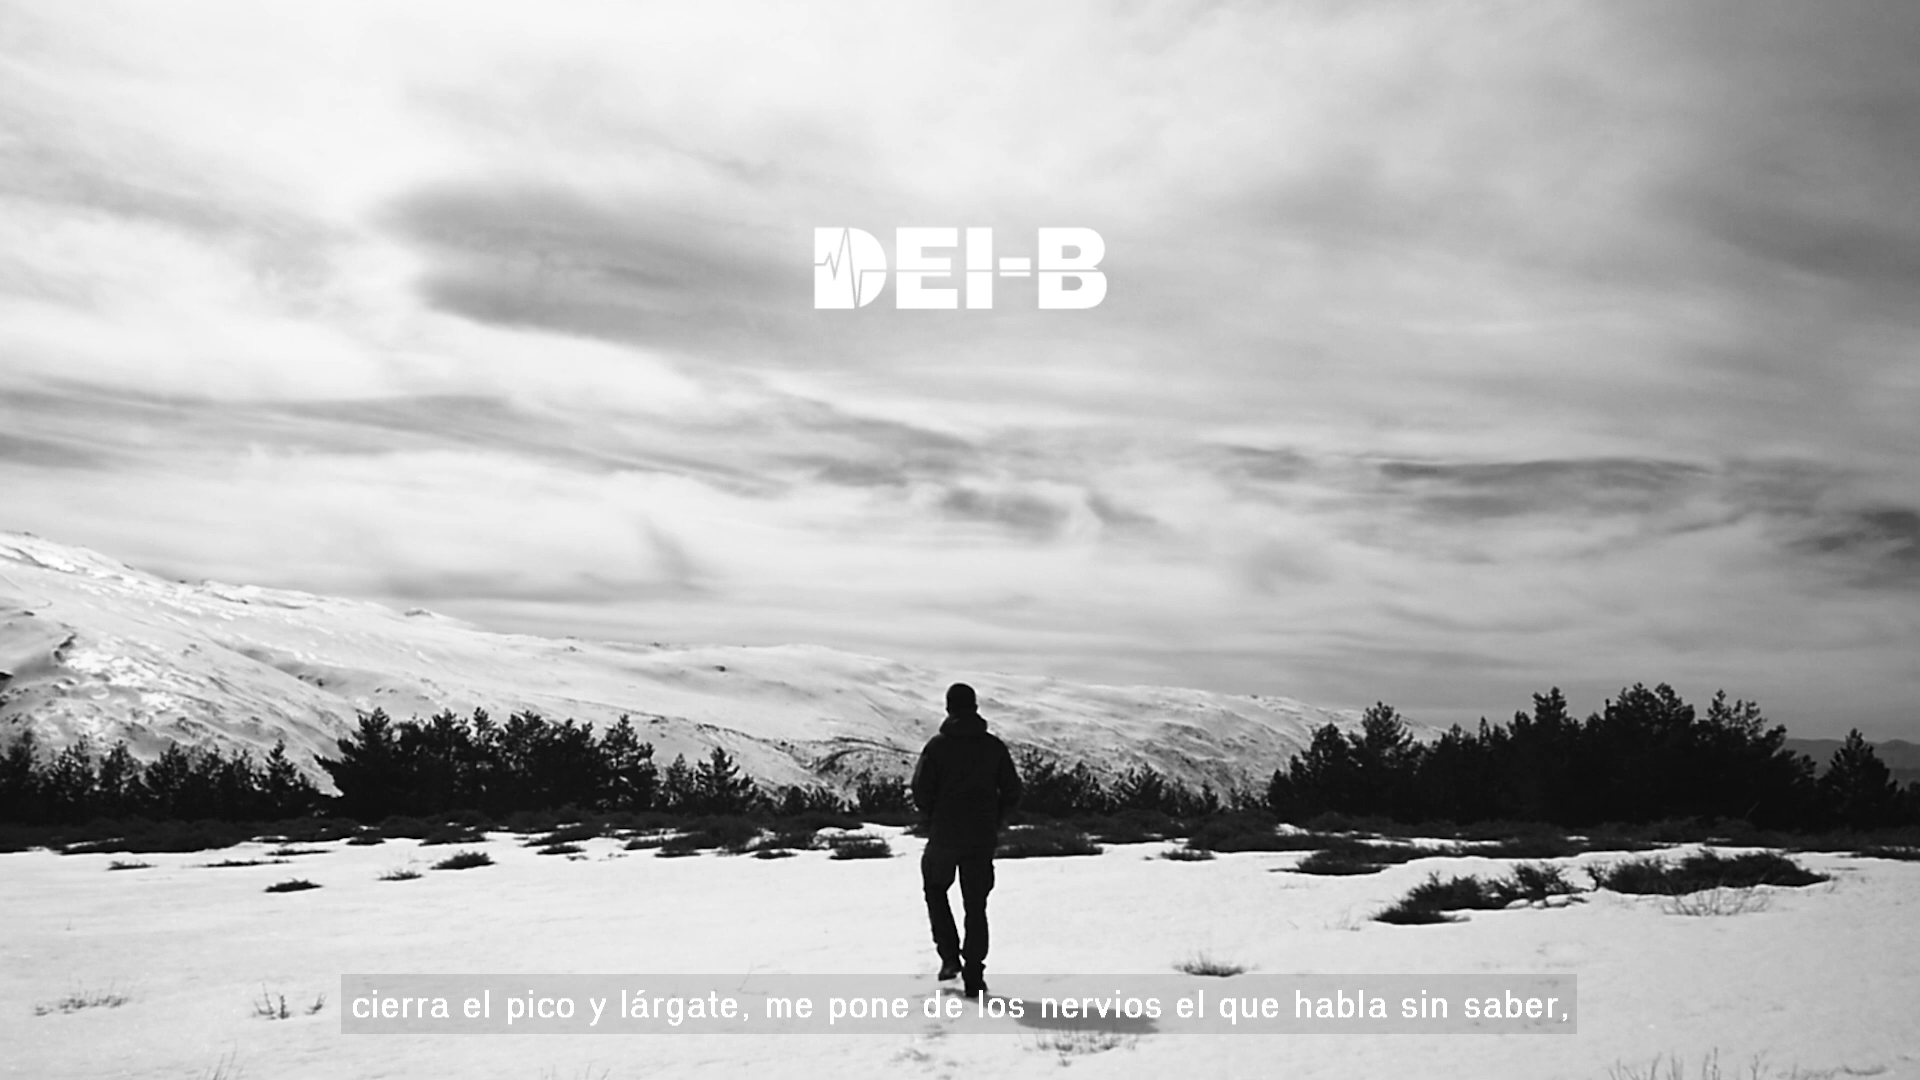 DEI-B
cierra el pico y lárgate, me pone de los nervios el que habla sin saber,